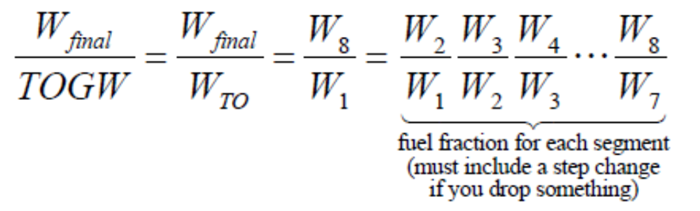 W_final / TOGW = W_final / W_TO = W_8 / W_1 = W_2 / W_1 W_3 / W_2 W_4 / W_3 ⋯ W_8 / W_7
fuel fraction for each segment
(must include a step change
if you drop something)